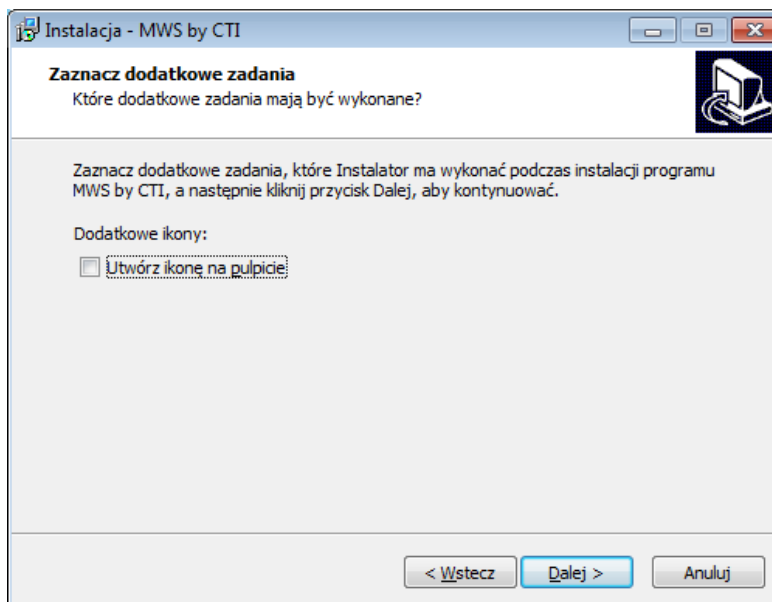 Instalacja - MWS by CTI
Zaznacz dodatkowe zadania
Które dodatkowe zadania mają być wykonane?
Zaznacz dodatkowe zadania, które Instalator ma wykonać podczas instalacji programu
MWS by CTI, a następnie kliknij przycisk Dalej, aby kontynuować.
Dodatkowe ikony:
Utwórz ikonę na pulpicie
< Wstecz
Dalej >
Anuluj